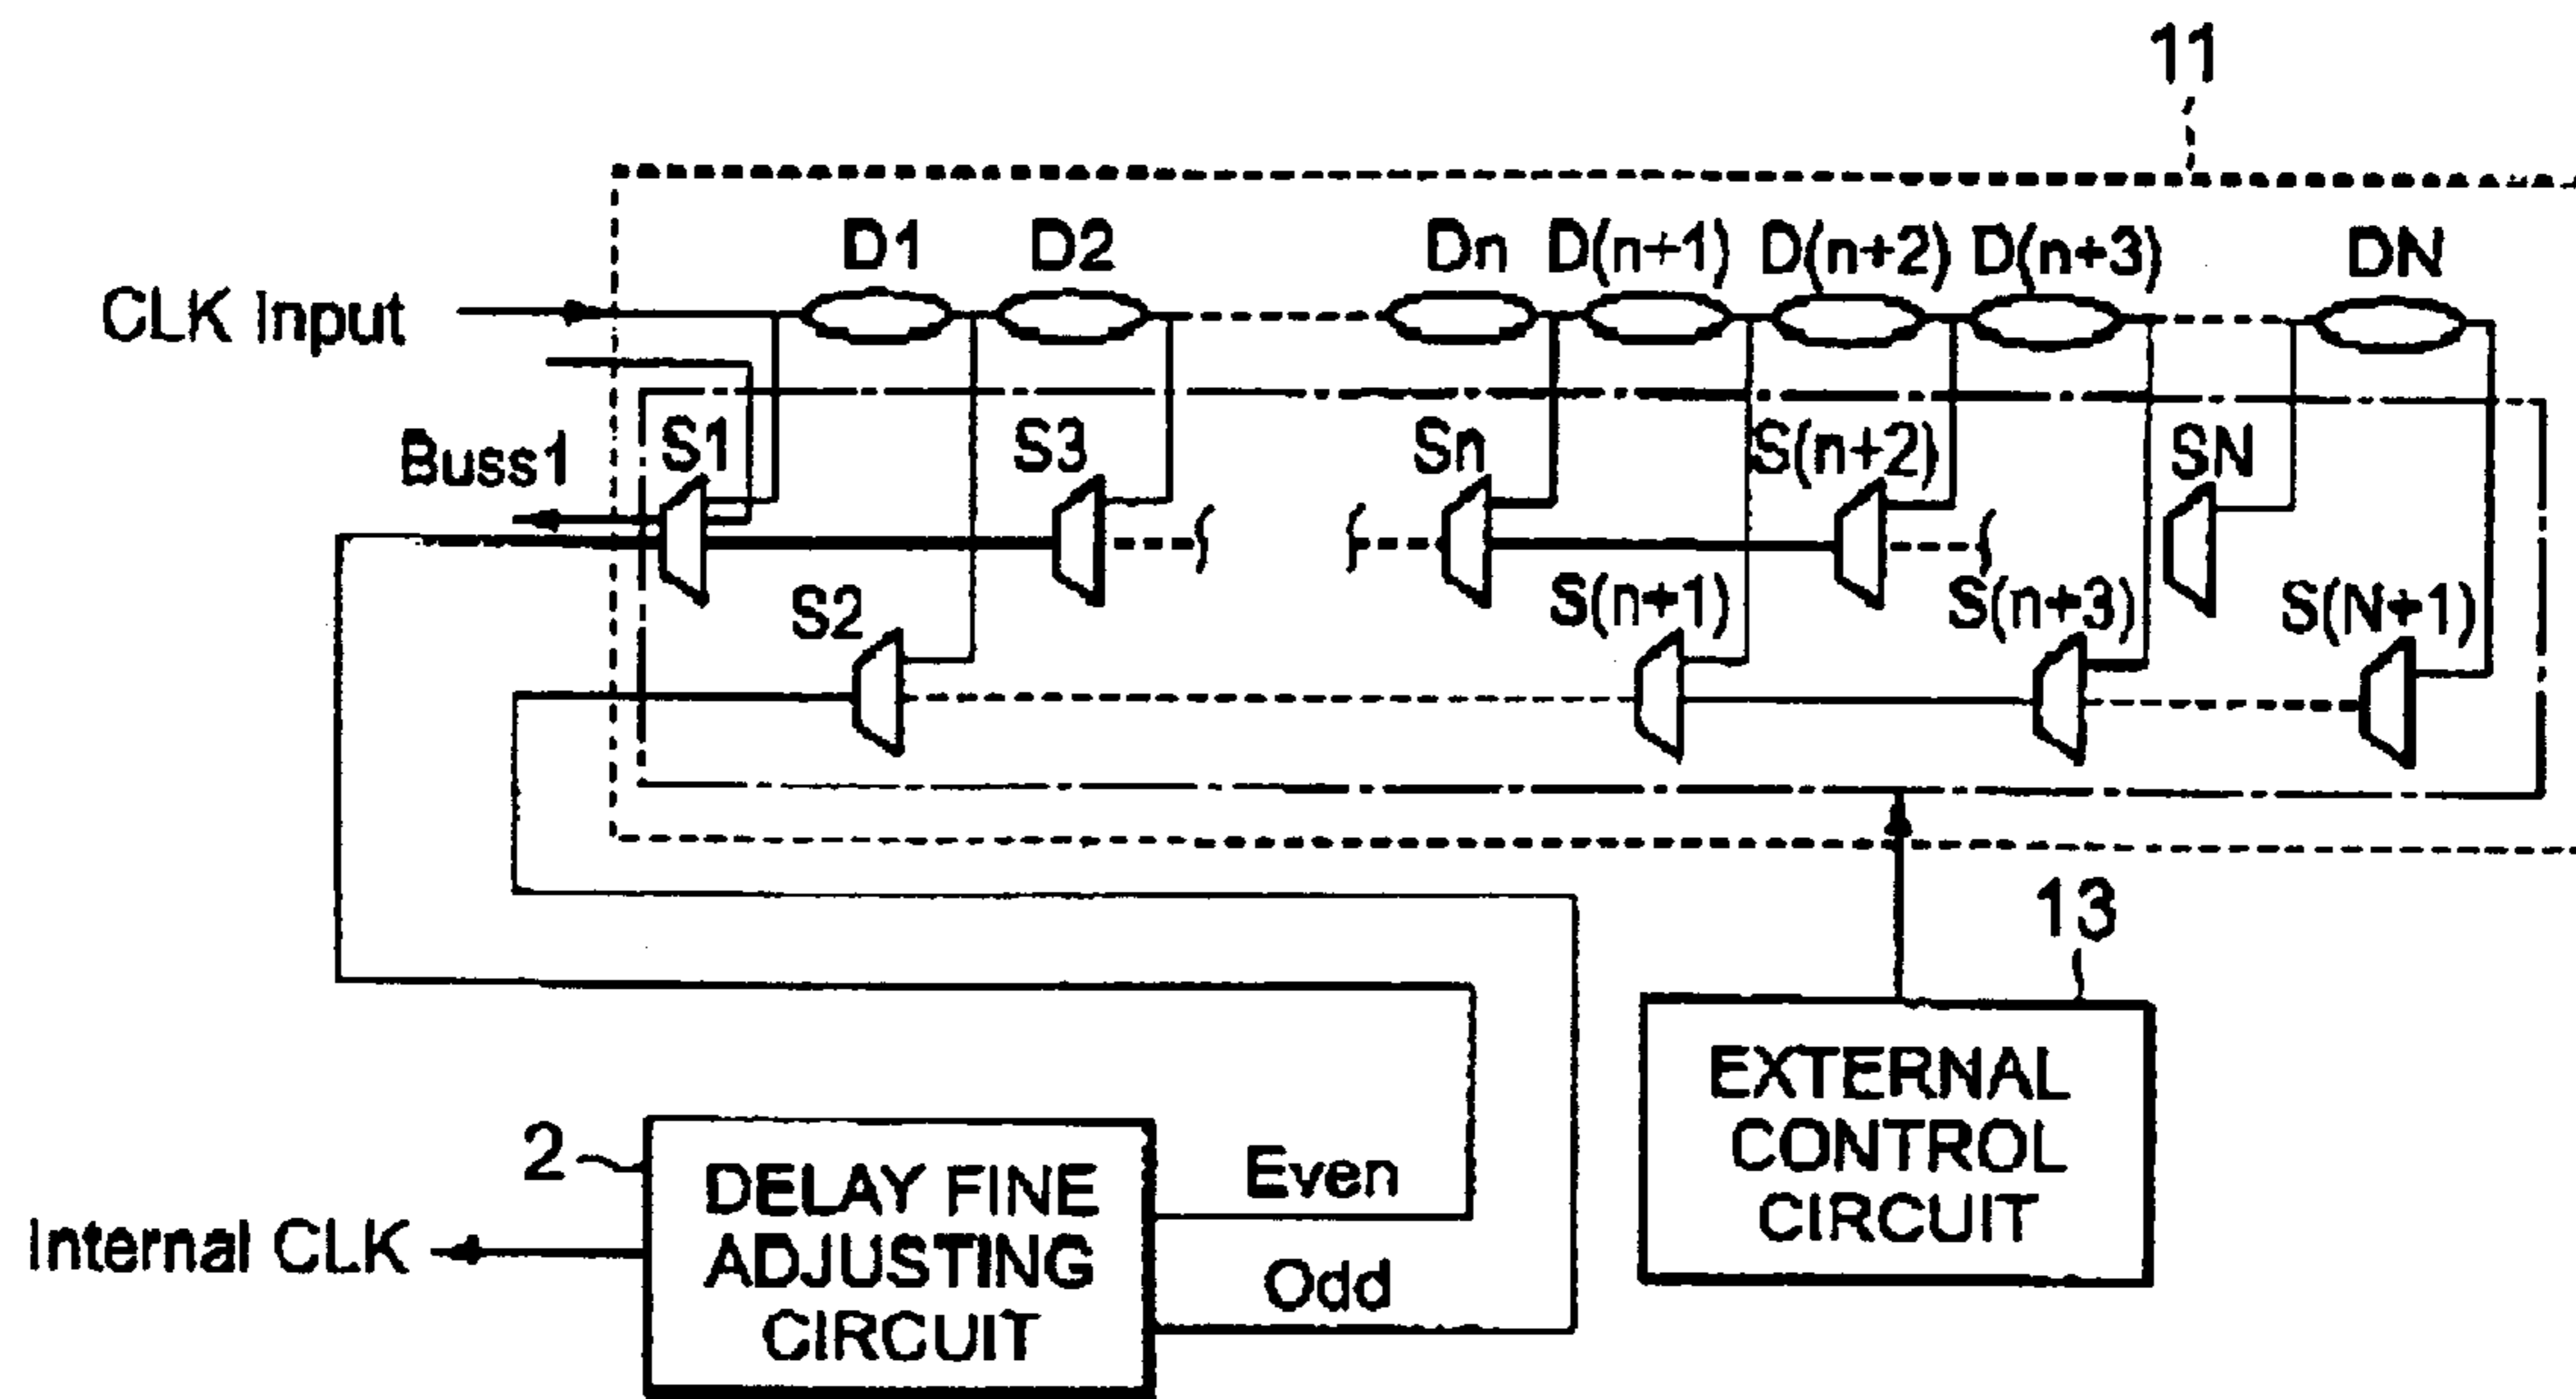 11
D1 D2 Dn D(n+1) D(n+2) D(n+3) DN
CLK Input
Buss1
S1 S3 Sn S(n+2) SN
S2 S(n+1) S(n+3) S(N+1)
13
EXTERNAL
CONTROL
CIRCUIT
2
DELAY FINE
ADJUSTING
CIRCUIT
Even
Odd
Internal CLK